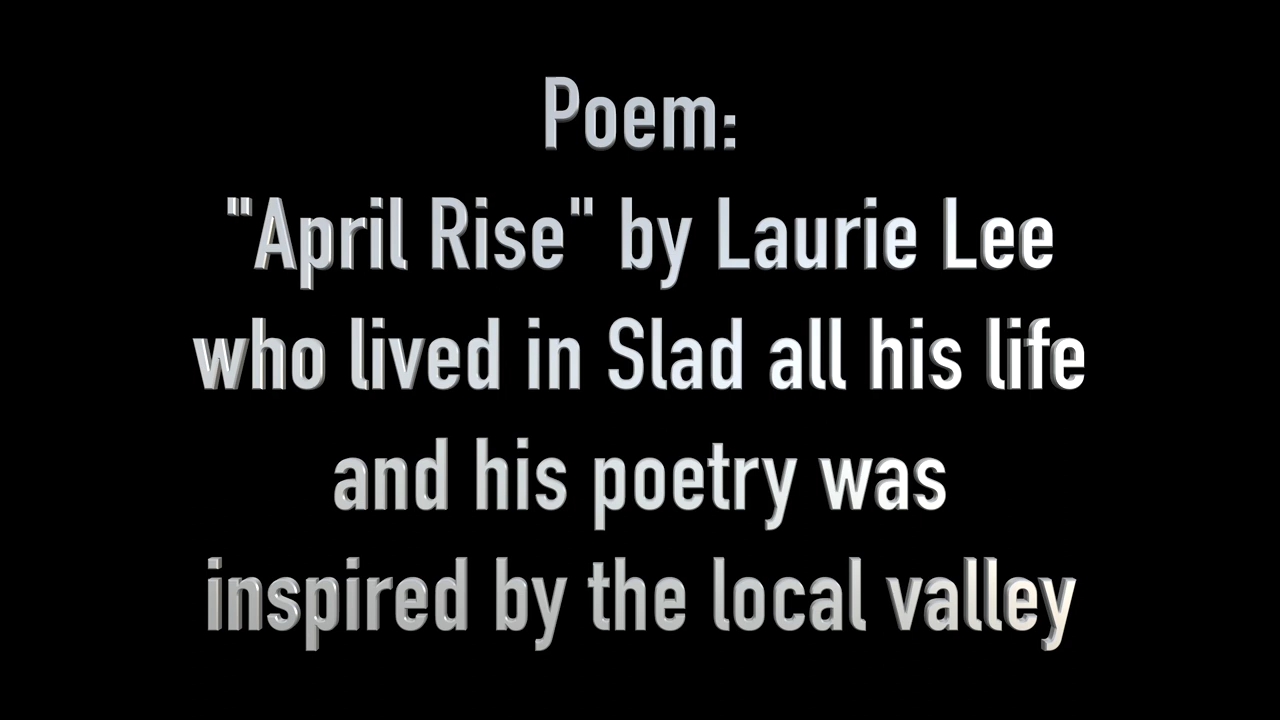 Poem:
"April Rise" by Laurie Lee
who lived in Slad all his life
and his poetry was
inspired by the local valley